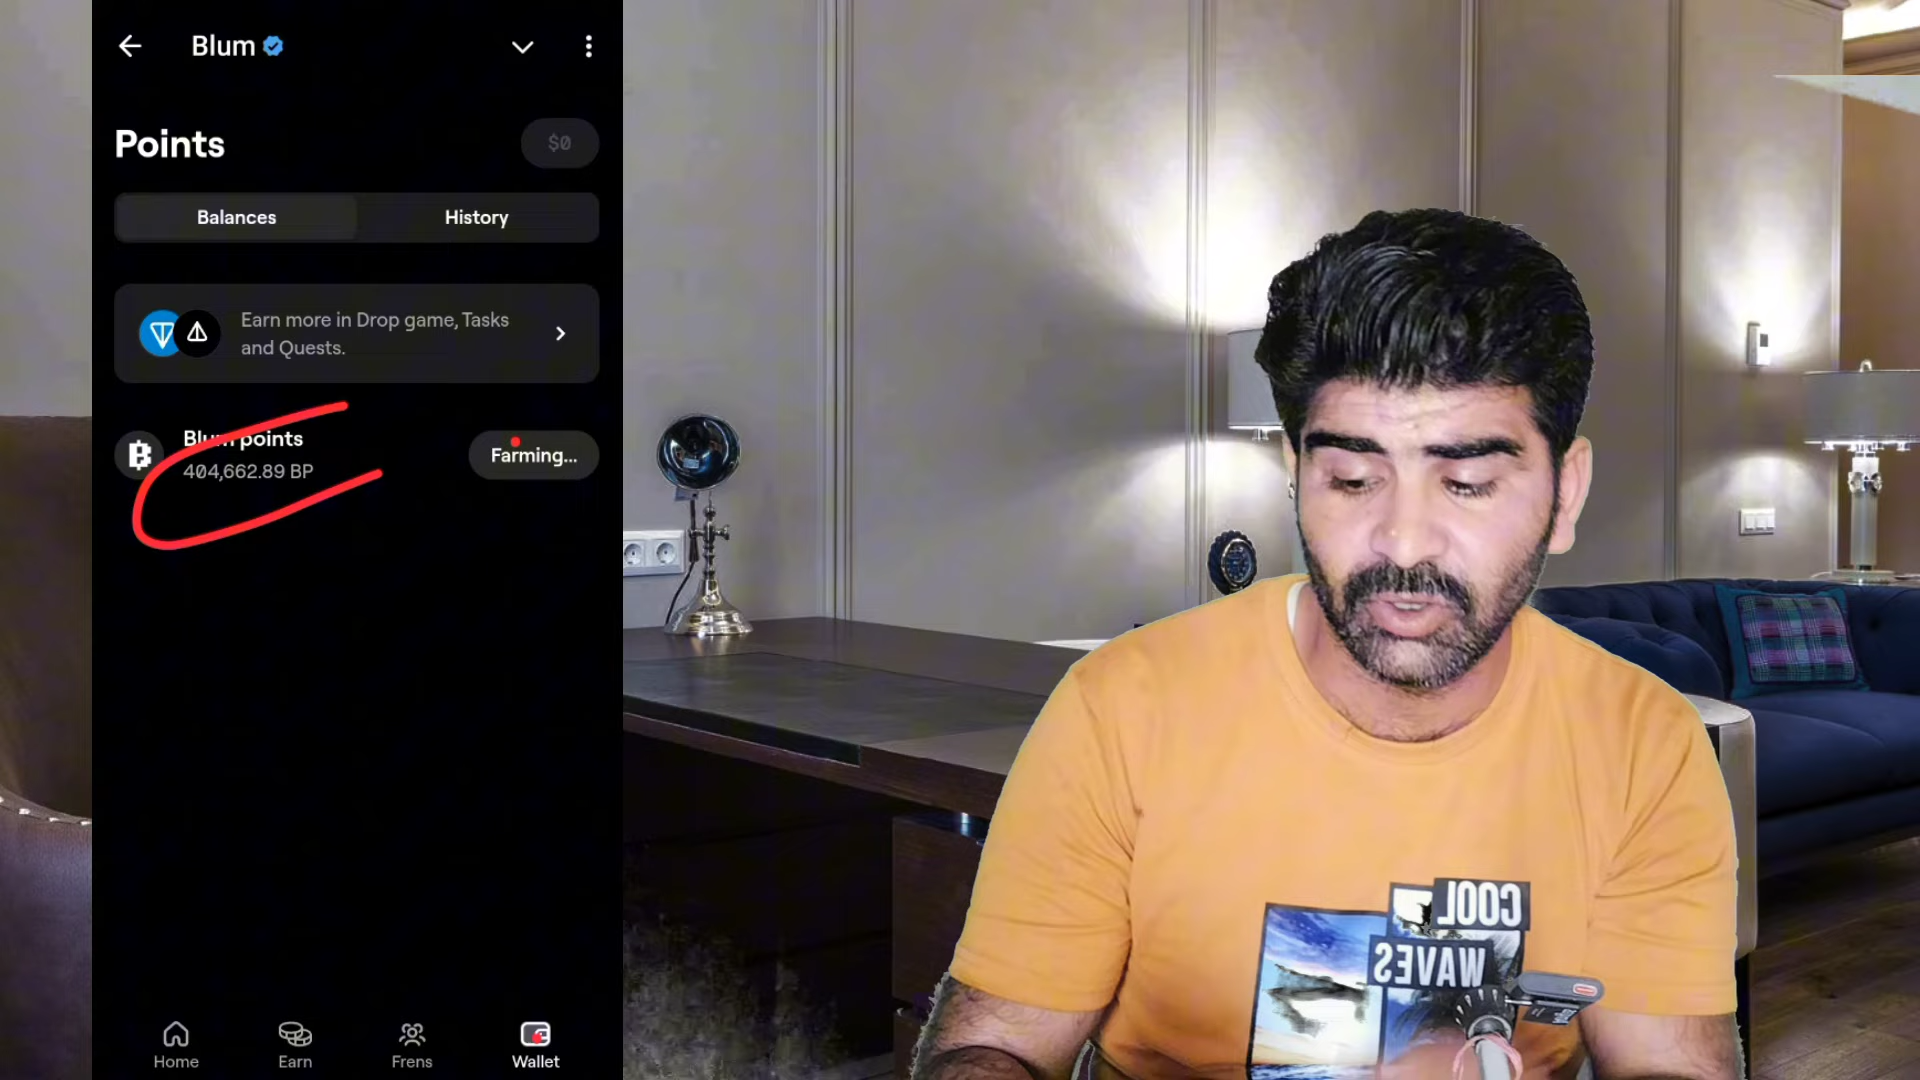 Blum
Points
$0
Balances
History
Earn more in Drop game, Tasks
and Quests.
Blum points
404,662.89 BP
Farming...
Home
Earn
Frens
Wallet
COOL
WAVES